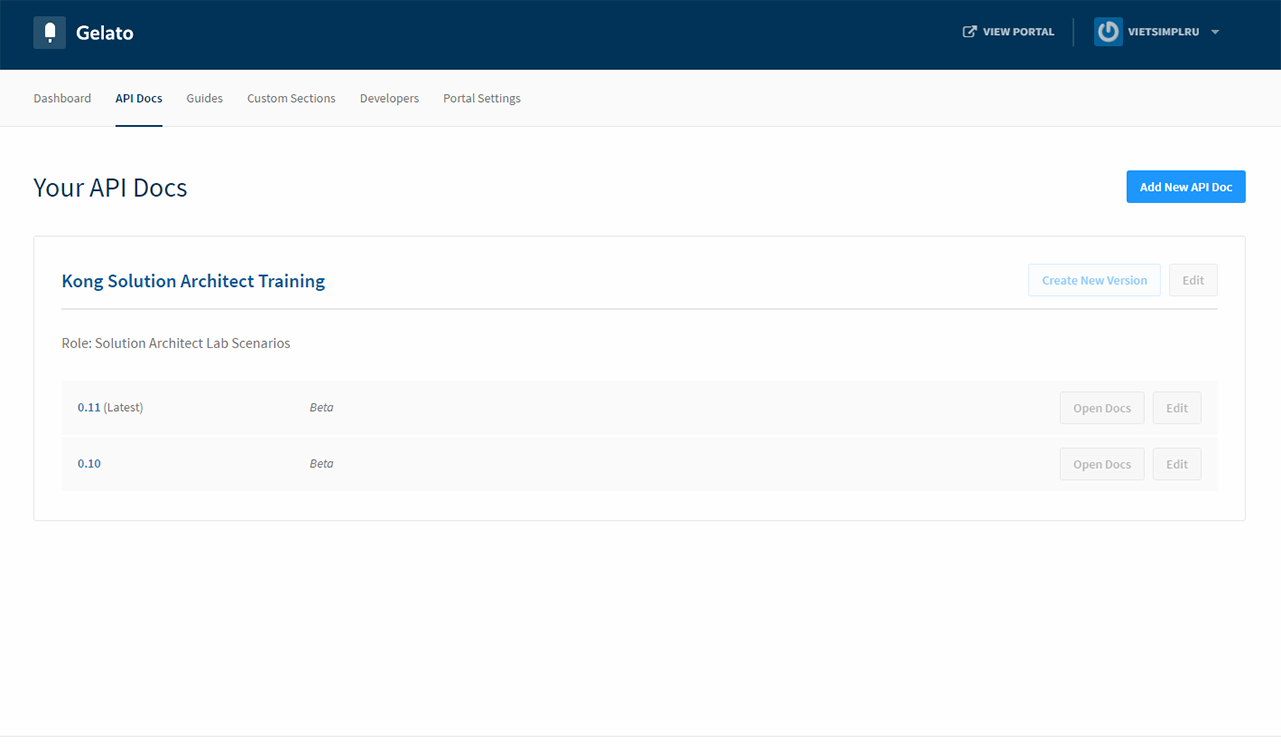 Gelato
VIEW PORTAL
VIETSIMPLRU
Dashboard API Docs Guides Custom Sections Developers Portal Settings
Your API Docs
Add New API Doc
Kong Solution Architect Training
Create New Version Edit
Role: Solution Architect Lab Scenarios
0.11 (Latest) Beta Open Docs Edit
0.10 Beta Open Docs Edit